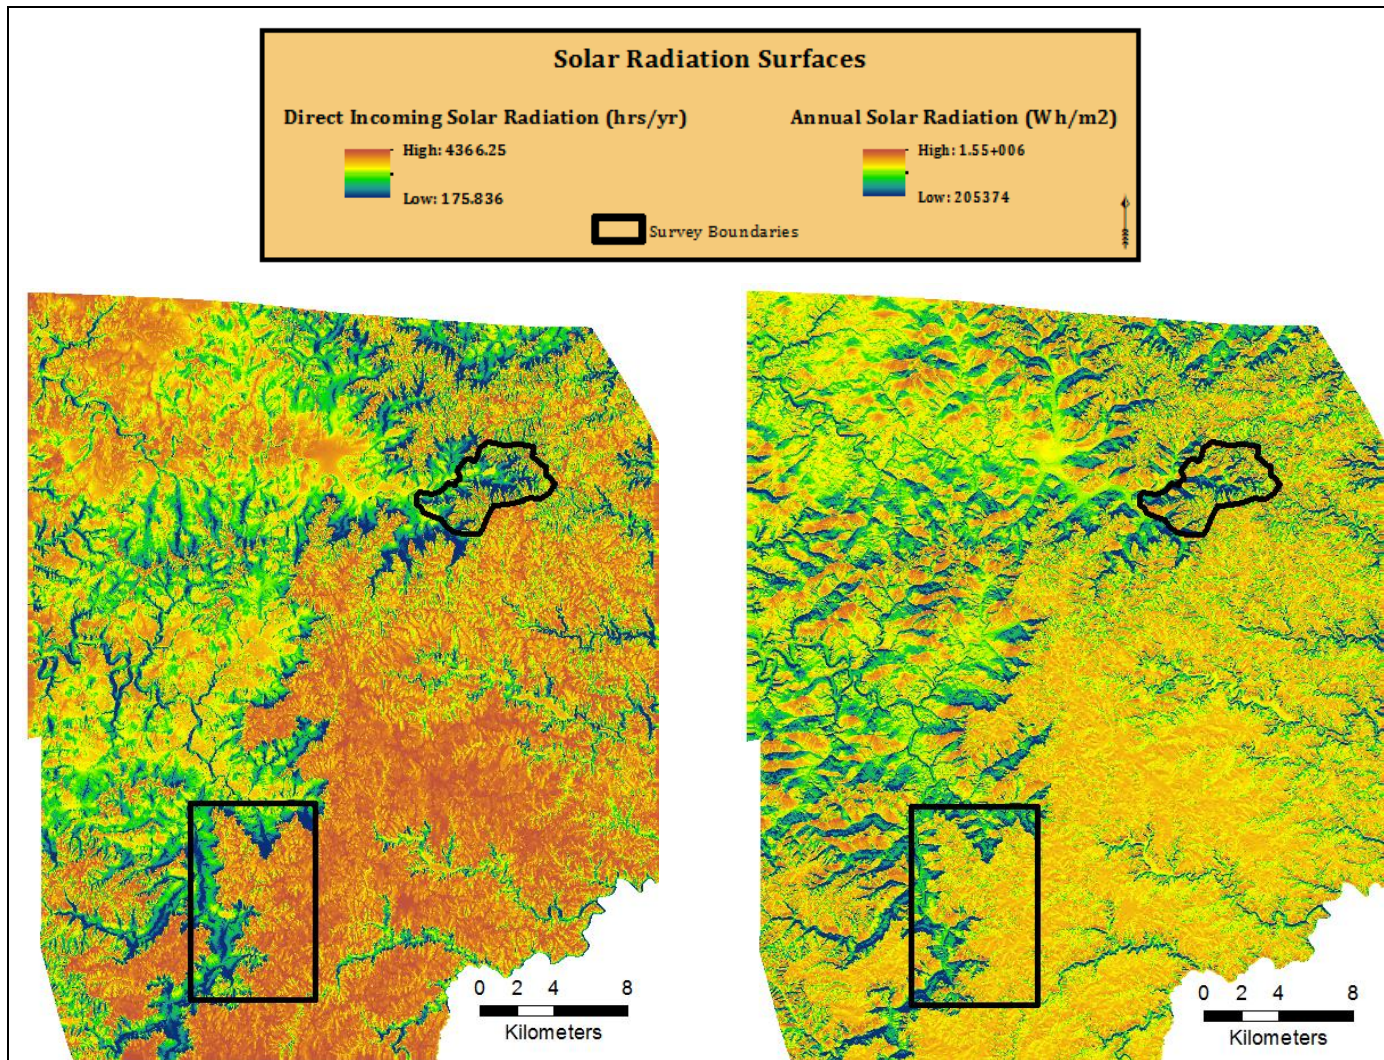 Solar Radiation Surfaces
Direct Incoming Solar Radiation (hrs/yr)
High: 4366.25
Low: 175.836
Annual Solar Radiation (Wh/m2)
High: 1.55+006
Low: 205374
Survey Boundaries
0 2 4 8
Kilometers
0 2 4 8
Kilometers